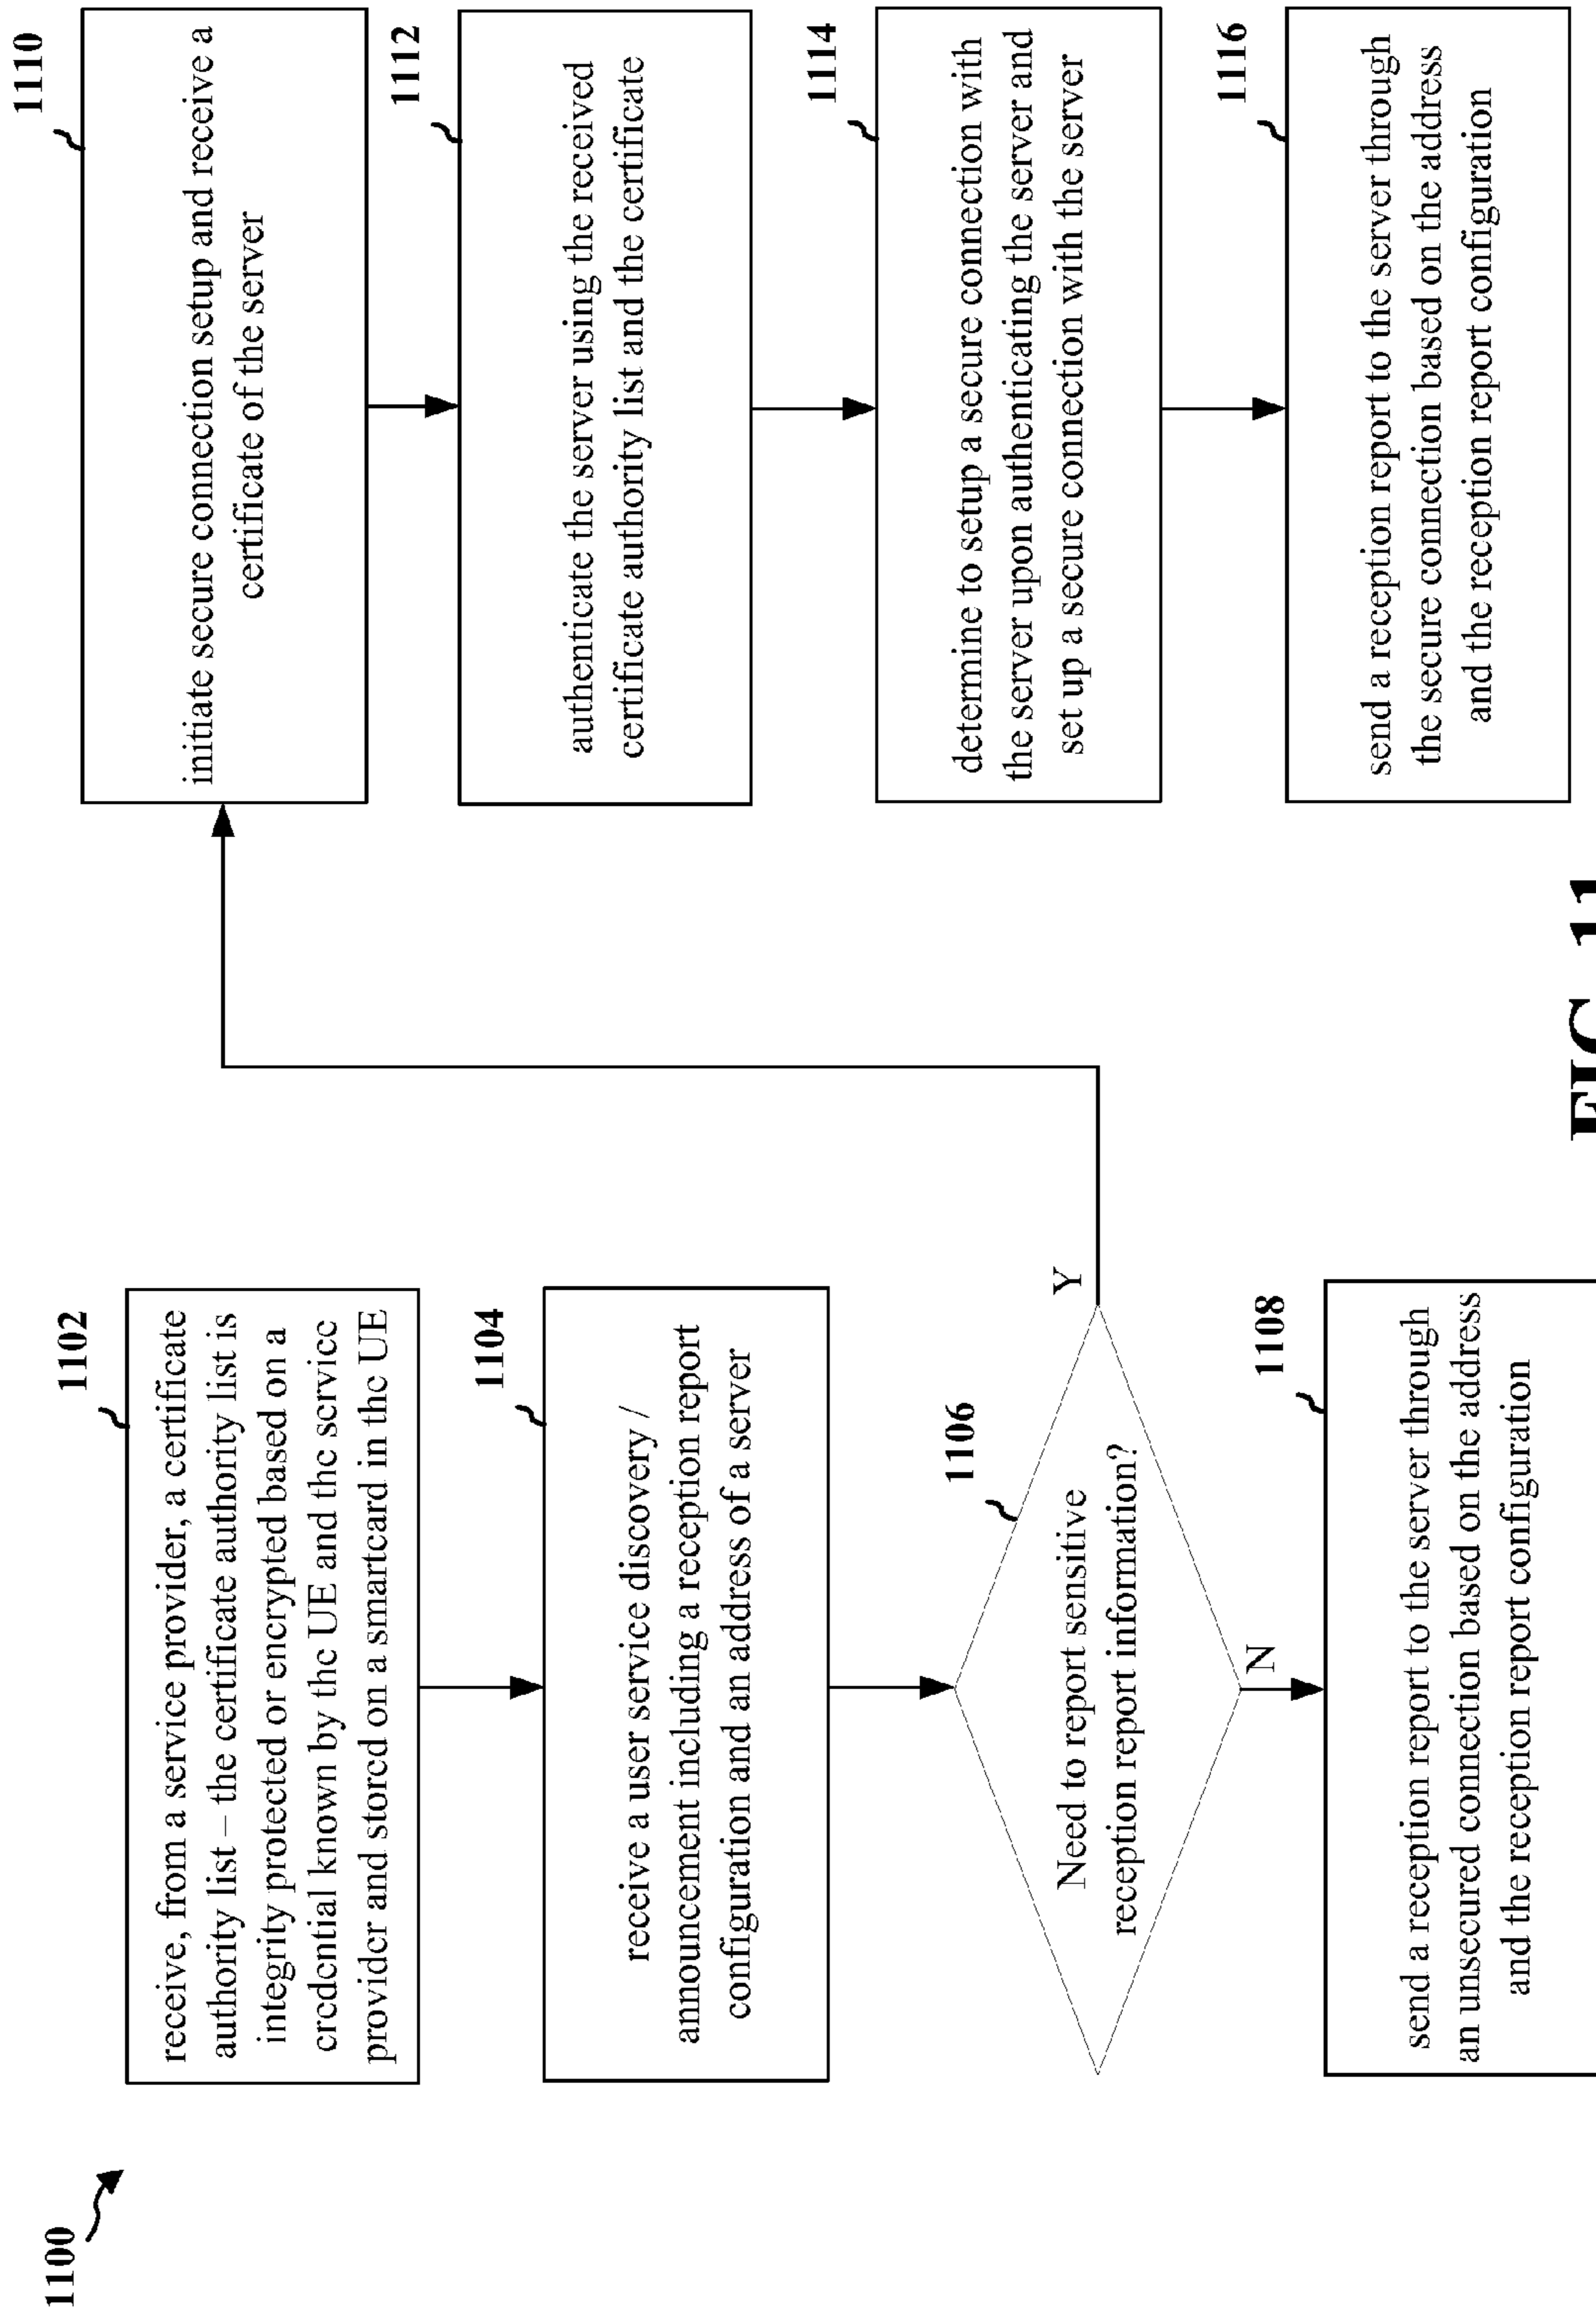 1100
1102
receive, from a service provider, a certificate
authority list – the certificate authority list is
integrity protected or encrypted based on a
credential known by the UE and the service
provider and stored on a smartcard in the UE
1104
receive a user service discovery /
announcement including a reception report
configuration and an address of a server
1106
Need to report sensitive
reception report information?
Y
N
1108
send a reception report to the server through
an unsecured connection based on the address
and the reception report configuration
1110
initiate secure connection setup and receive a
certificate of the server
1112
authenticate the server using the received
certificate authority list and the certificate
1114
determine to setup a secure connection with
the server upon authenticating the server and
set up a secure connection with the server
1116
send a reception report to the server through
the secure connection based on the address
and the reception report configuration
FIG. 11